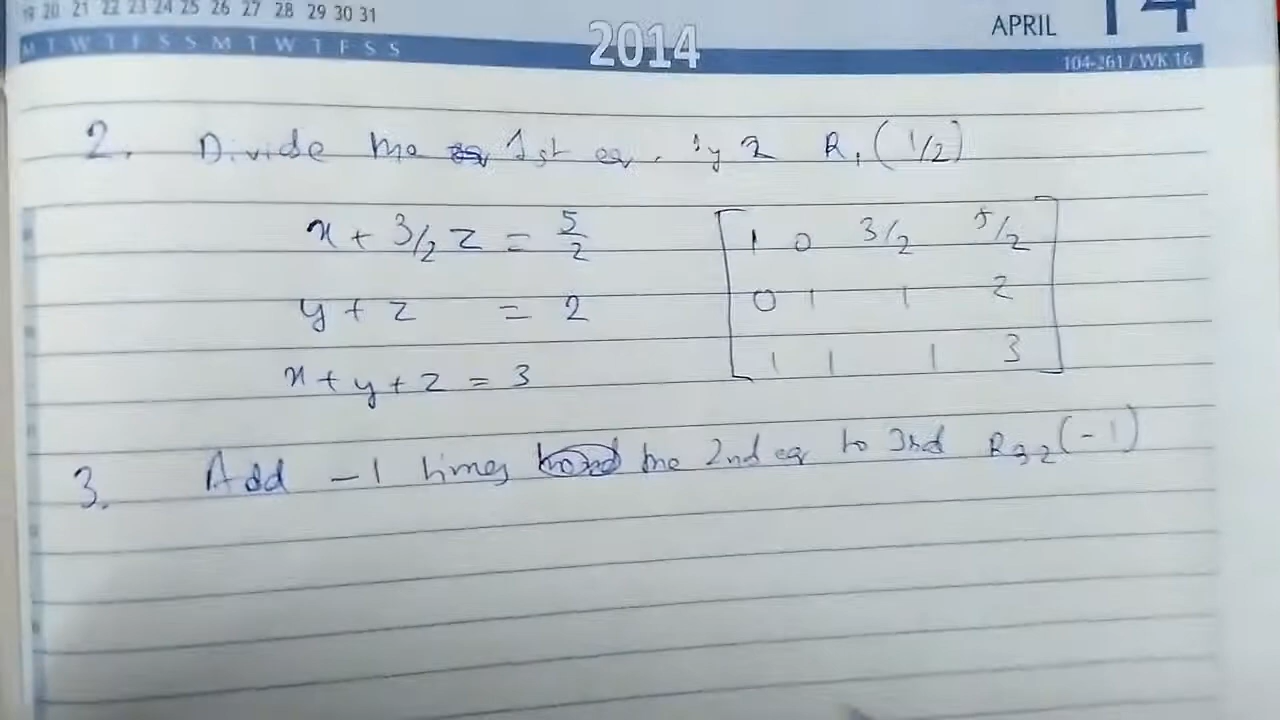 19 20 21 22 23 24 25 26 27 28 29 30 31
M T W T F S S M T W T F S S
2014
APRIL 14
104-261 / WK 16
2. Divide the 1st eq. by 2 R₁(1/2)
x + 3/2 z = 5/2
y + z = 2
x + y + z = 3
1 0 3/2 5/2
0 1 1 2
1 1 1 3
3. Add -1 times the 2nd eq to 3rd R₃₂(-1)